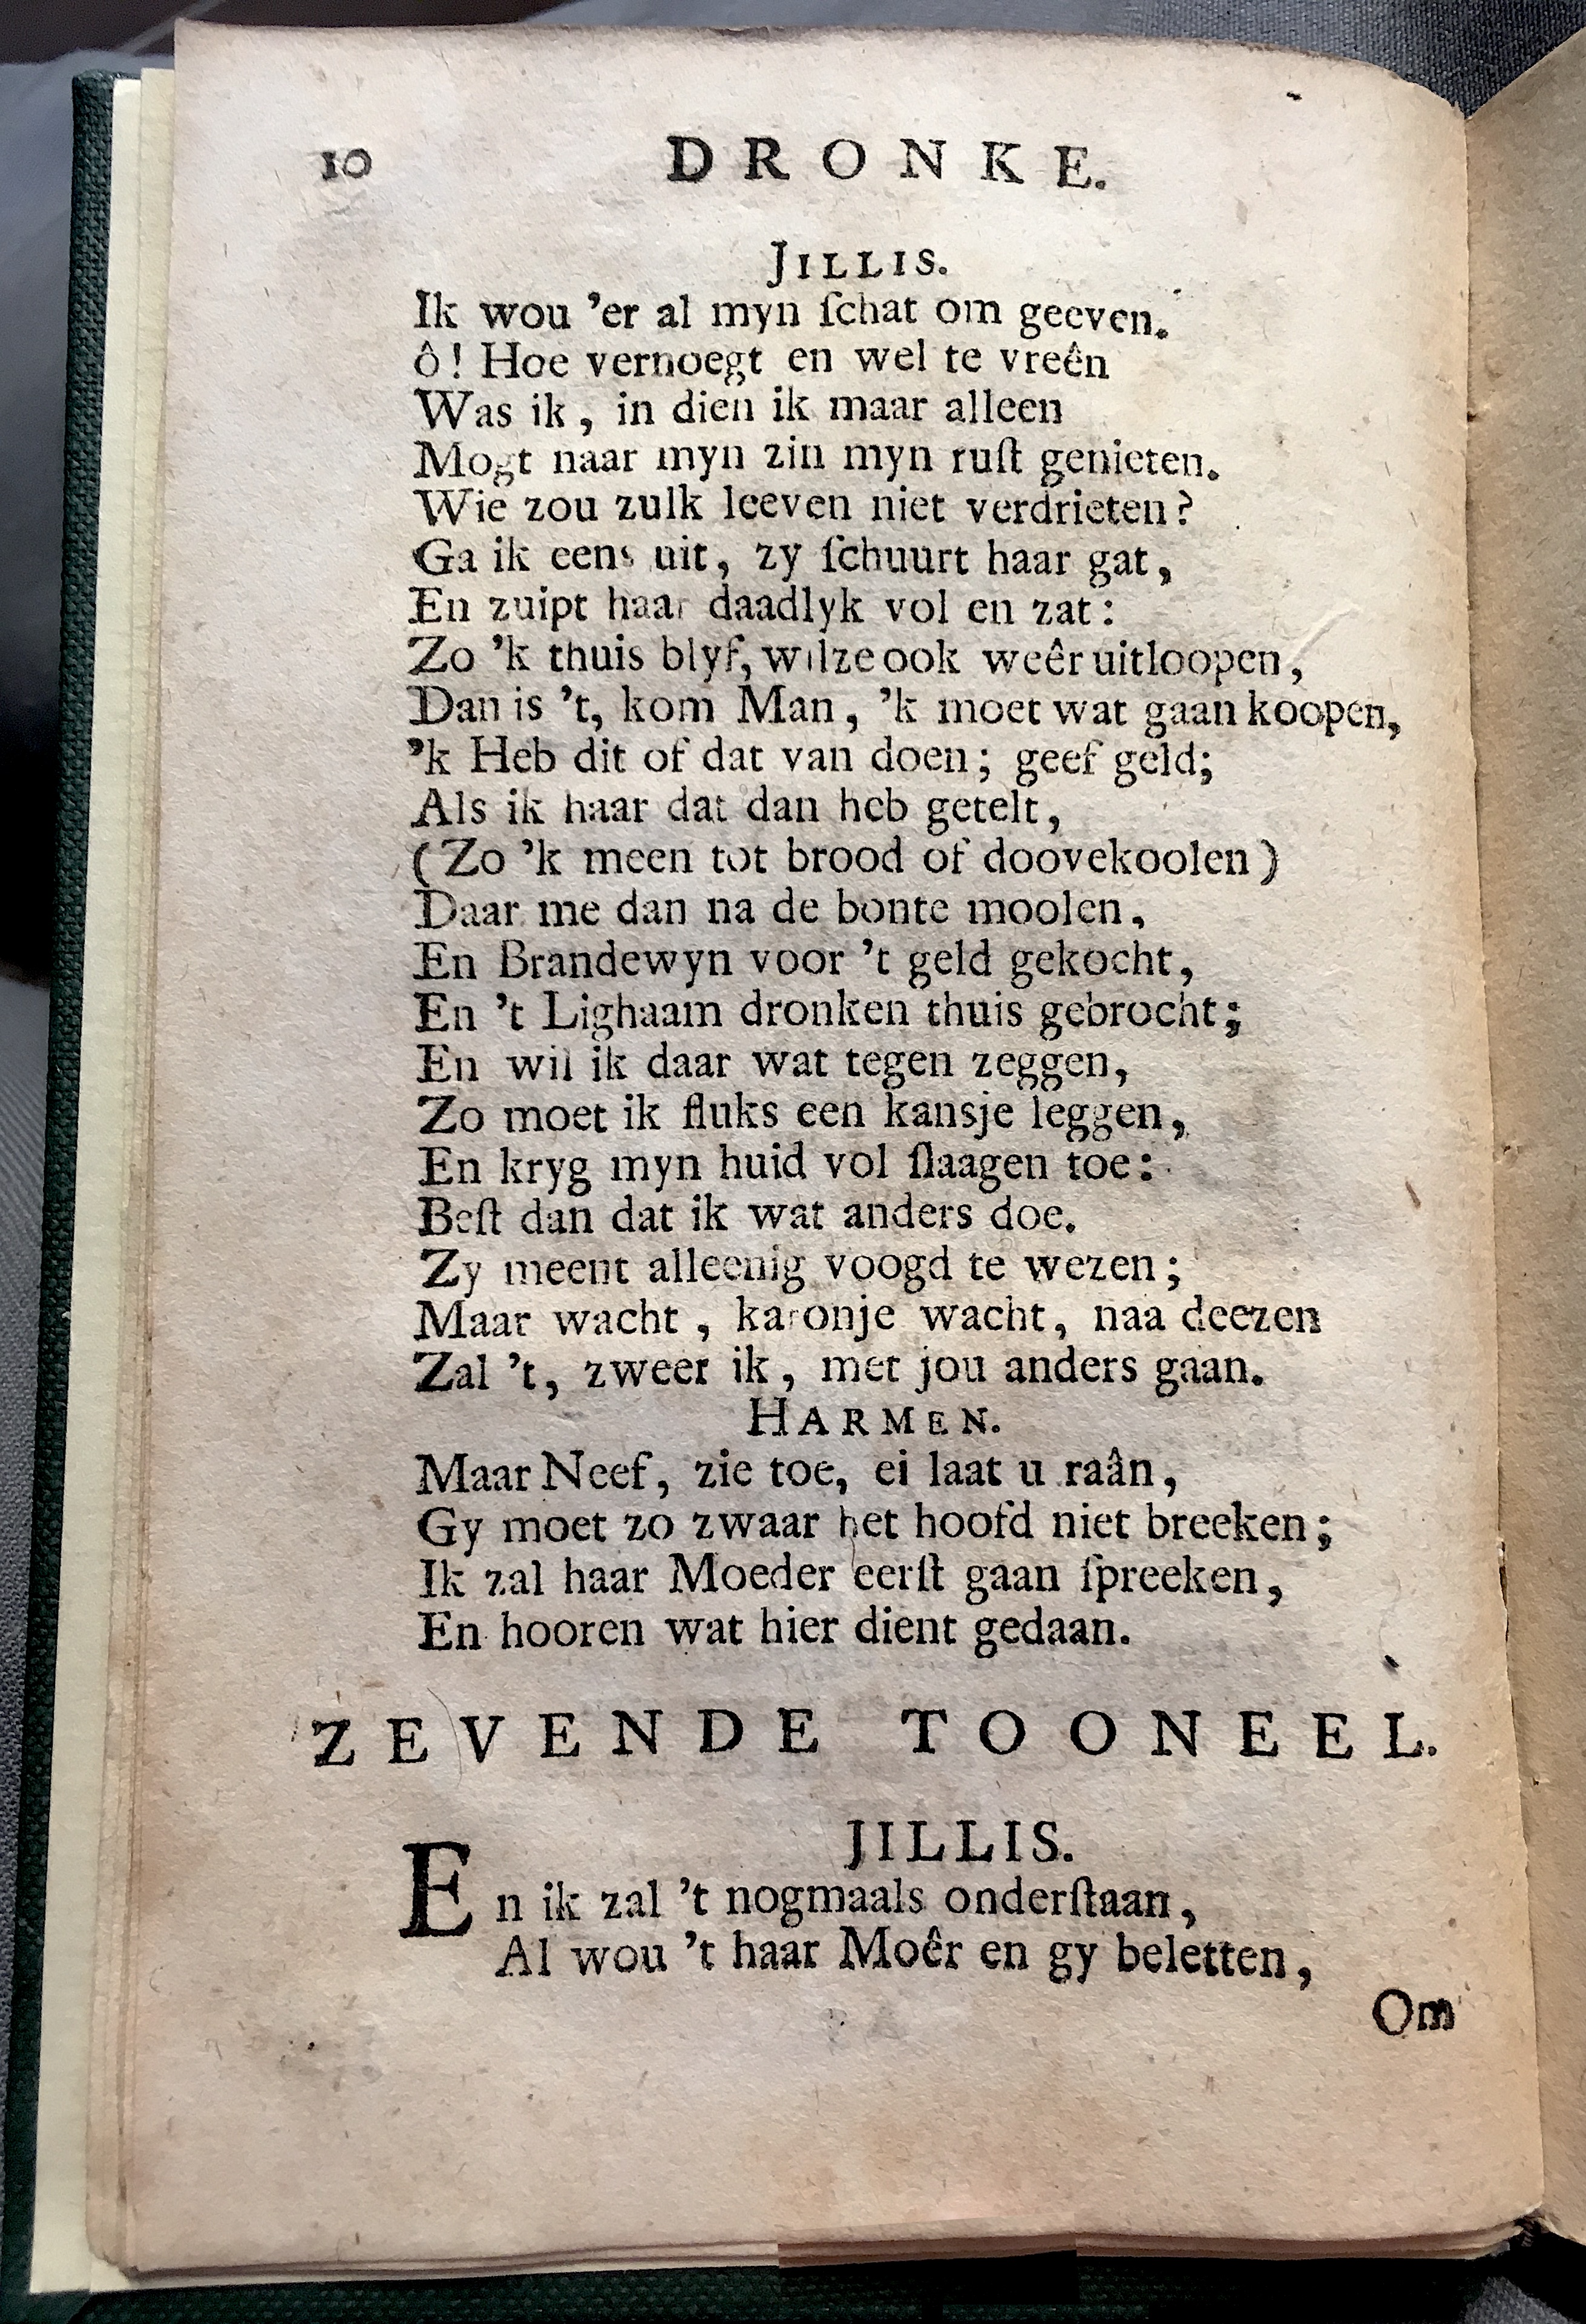 10 DRONKE.
JILLIS.
Ik wou 'er al myn ſchat om geeven.
ô! Hoe vernoegt en wel te vreên
Was ik, in dien ik maar alleen
Mogt naar myn zin myn ruſt genieten.
Wie zou zulk leeven niet verdrieten?
Ga ik eens uit, zy ſchuurt haar gat,
En zuipt haar daadlyk vol en zat:
Zo 'k thuis blyf, wilze ook weêr uitloopen,
Dan is 't, kom Man, 'k moet wat gaan koopen,
'k Heb dit of dat van doen; geef geld;
Als ik haar dat dan heb getelt,
(Zo 'k meen tot brood of doovekoolen)
Daar me dan na de bonte moolen,
En Brandewyn voor 't geld gekocht,
En 't Lighaam dronken thuis gebrocht;
En wil ik daar wat tegen zeggen,
Zo moet ik fluks een kansje leggen,
En kryg myn huid vol ſlaagen toe:
Beſt dan dat ik wat anders doe.
Zy meent alleenig voogd te wezen;
Maar wacht, karonje wacht, naa deezen
Zal 't, zweer ik, met jou anders gaan.
HARMEN.
Maar Neef, zie toe, ei laat u raân,
Gy moet zo zwaar het hoofd niet breeken;
Ik zal haar Moeder eerſt gaan ſpreeken,
En hooren wat hier dient gedaan.
ZEVENDE TOONEEL.
JILLIS.
En ik zal 't nogmaals onderſtaan,
Al wou 't haar Moêr en gy beletten,
Om